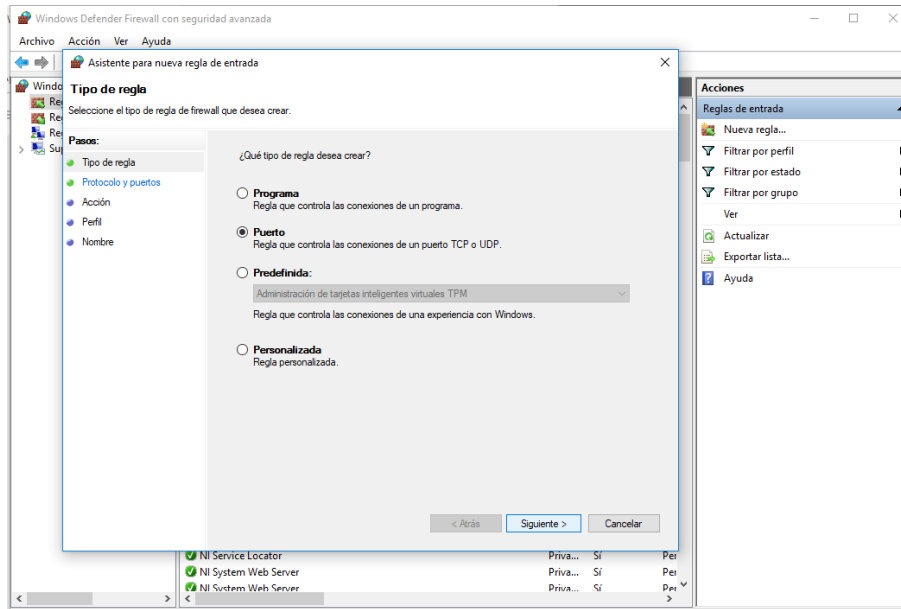 Windows Defender Firewall con seguridad avanzada
Archivo Acción Ver Ayuda
Asistente para nueva regla de entrada
Tipo de regla
Seleccione el tipo de regla de firewall que desea crear.
Pasos:
Tipo de regla
Protocolo y puertos
Acción
Perfil
Nombre
¿Qué tipo de regla desea crear?
Programa
Regla que controla las conexiones de un programa.
Puerto
Regla que controla las conexiones de un puerto TCP o UDP.
Predefinida:
Administración de tarjetas inteligentes virtuales TPM
Regla que controla las conexiones de una experiencia con Windows.
Personalizada
Regla personalizada.
< Atrás Siguiente > Cancelar
Windo
Re
Re
Re
Su
NI Service Locator Priva... Sí Per
NI System Web Server Priva... Sí Per
NI System Web Server Priva... Sí Per
Acciones
Reglas de entrada
Nueva regla...
Filtrar por perfil
Filtrar por estado
Filtrar por grupo
Ver
Actualizar
Exportar lista...
Ayuda